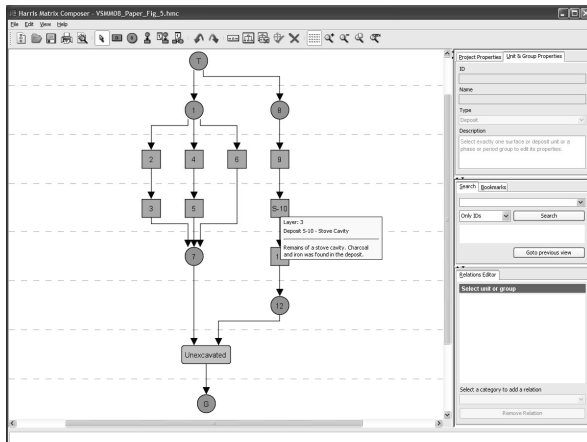 Harris Matrix Composer - VSMM08_Paper_Fig_5.hmc
File Edit View Help
Project Properties Unit & Group Properties
ID
Name
Type
Deposit
Description
Select exactly one surface or deposit unit or a
phase or period group to edit its properties.
Search Bookmarks
Only IDs Search
Goto previous view
Relations Editor
Select unit or group
Select a category to add a relation
Remove Relation
T
1 8
2 4 6 9
3 5 S-10
Layer: 3
Deposit S-10 - Stove Cavity
Remains of a stove cavity. Charcoal
and iron was found in the deposit.
7 1
12
Unexcavated
G